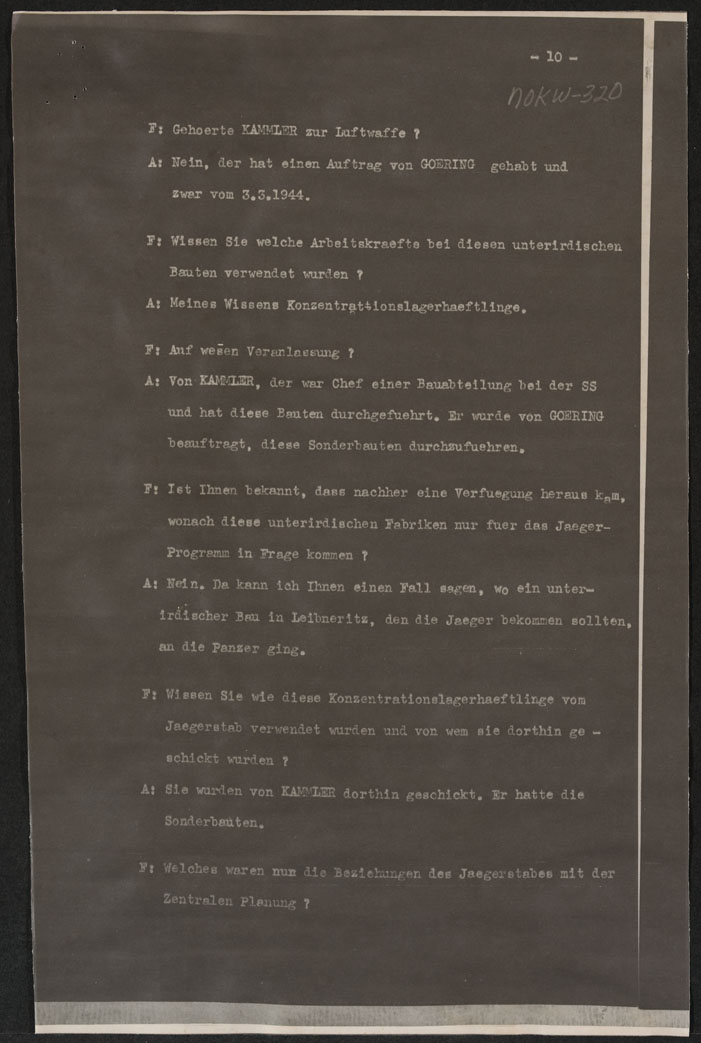 - 10 -
NOKW-320
F: Gehoerte KAMMLER zur Luftwaffe ?
A: Nein, der hat einen Auftrag von GOERING gehabt und
zwar vom 3.3.1944.
F: Wissen Sie welche Arbeitskraefte bei diesen unterirdischen
Bauten verwendet wurden ?
A: Meines Wissens Konzentrattionslagerhaeftlinge.
F: Auf wesen Veranlassung ?
A: Von KAMMLER, der war Chef einer Bauabteilung bei der SS
und hat diese Bauten durchgefuehrt. Er wurde von GOERING
beauftragt, diese Sonderbauten durchzufuehren.
F: Ist Ihnen bekannt, dass nachher eine Verfuegung heraus kam,
wonach diese unterirdischen Fabriken nur fuer das Jaeger-
Programm in Frage kommen ?
A: Nein. Da kann ich Ihnen einen Fall sagen, wo ein unter-
irdischer Bau in Leibneritz, den die Jaeger bekommen sollten,
an die Panzer ging.
F: Wissen Sie wie diese Konzentrationslagerhaeftlinge vom
Jaegerstab verwendet wurden und von wem sie dorthin ge -
schickt wurden ?
A: Sie wurden von KAMMLER dorthin geschickt. Er hatte die
Sonderbauten.
F: Welches waren nun die Beziehungen des Jaegerstabes mit der
Zentralen Planung ?